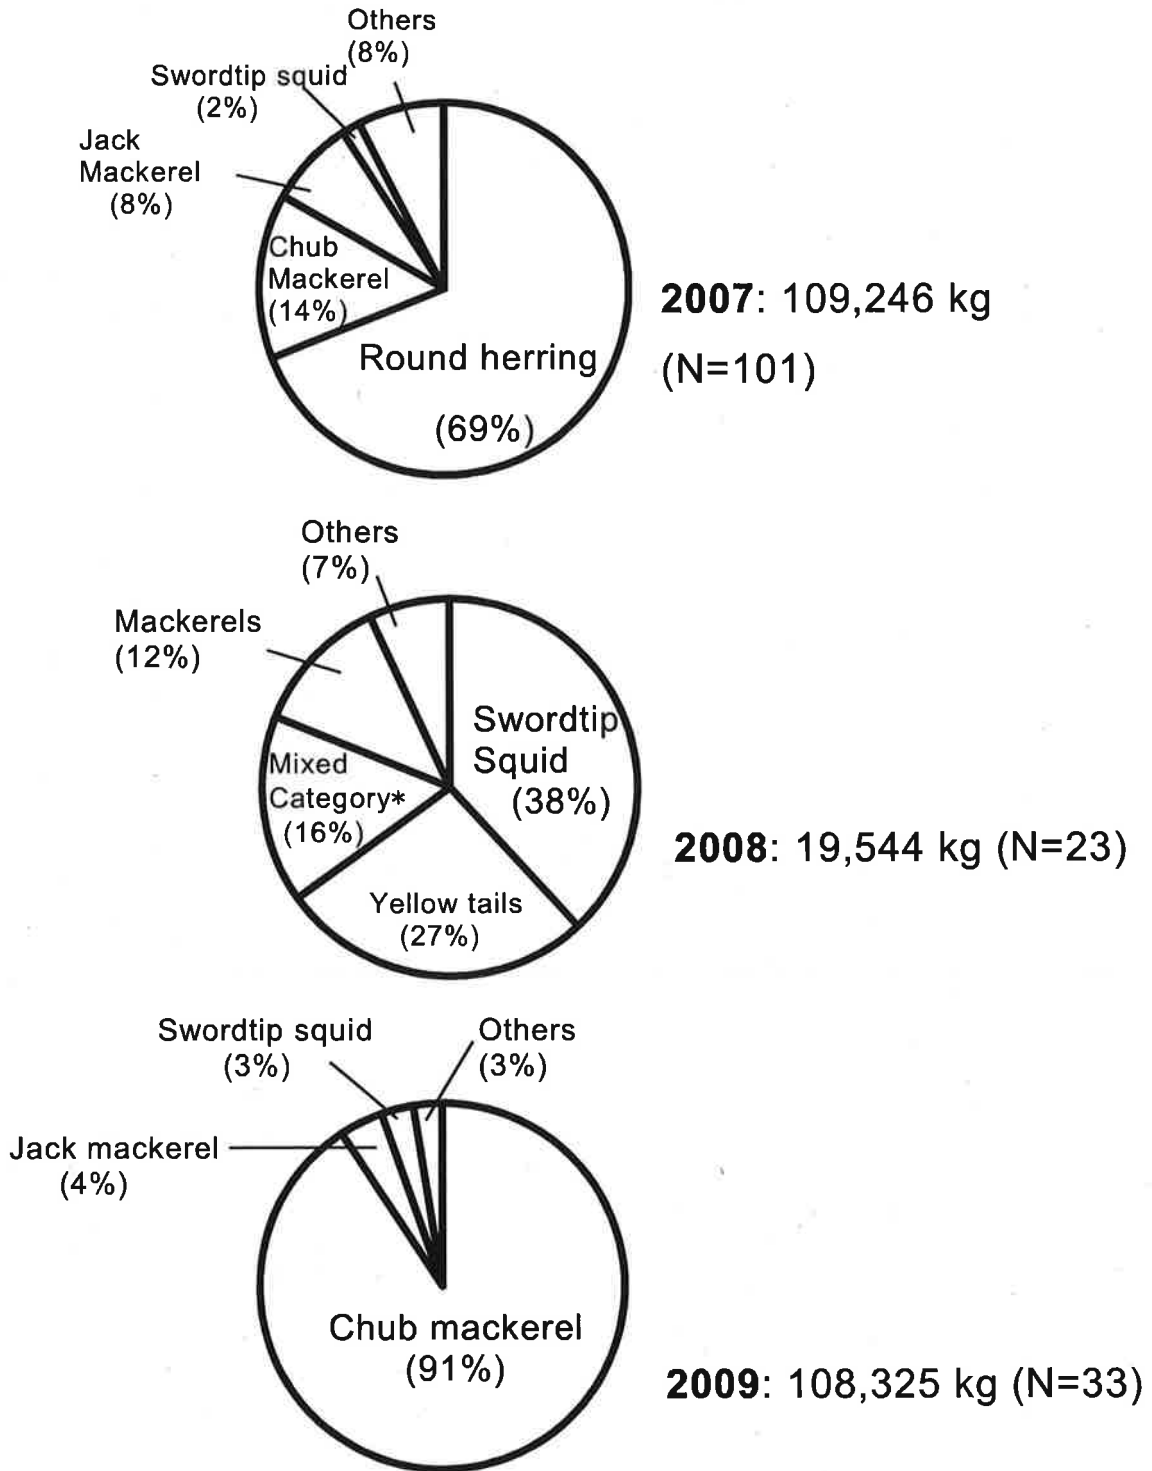 Others
(8%)
Swordtip squid
(2%)
Jack
Mackerel
(8%)
Chub
Mackerel
(14%)
Round herring
(69%)
2007: 109,246 kg
(N=101)
Others
(7%)
Mackerels
(12%)
Swordtip
Squid
(38%)
Mixed
Category*
(16%)
Yellow tails
(27%)
2008: 19,544 kg (N=23)
Swordtip squid
(3%)
Others
(3%)
Jack mackerel
(4%)
Chub mackerel
(91%)
2009: 108,325 kg (N=33)